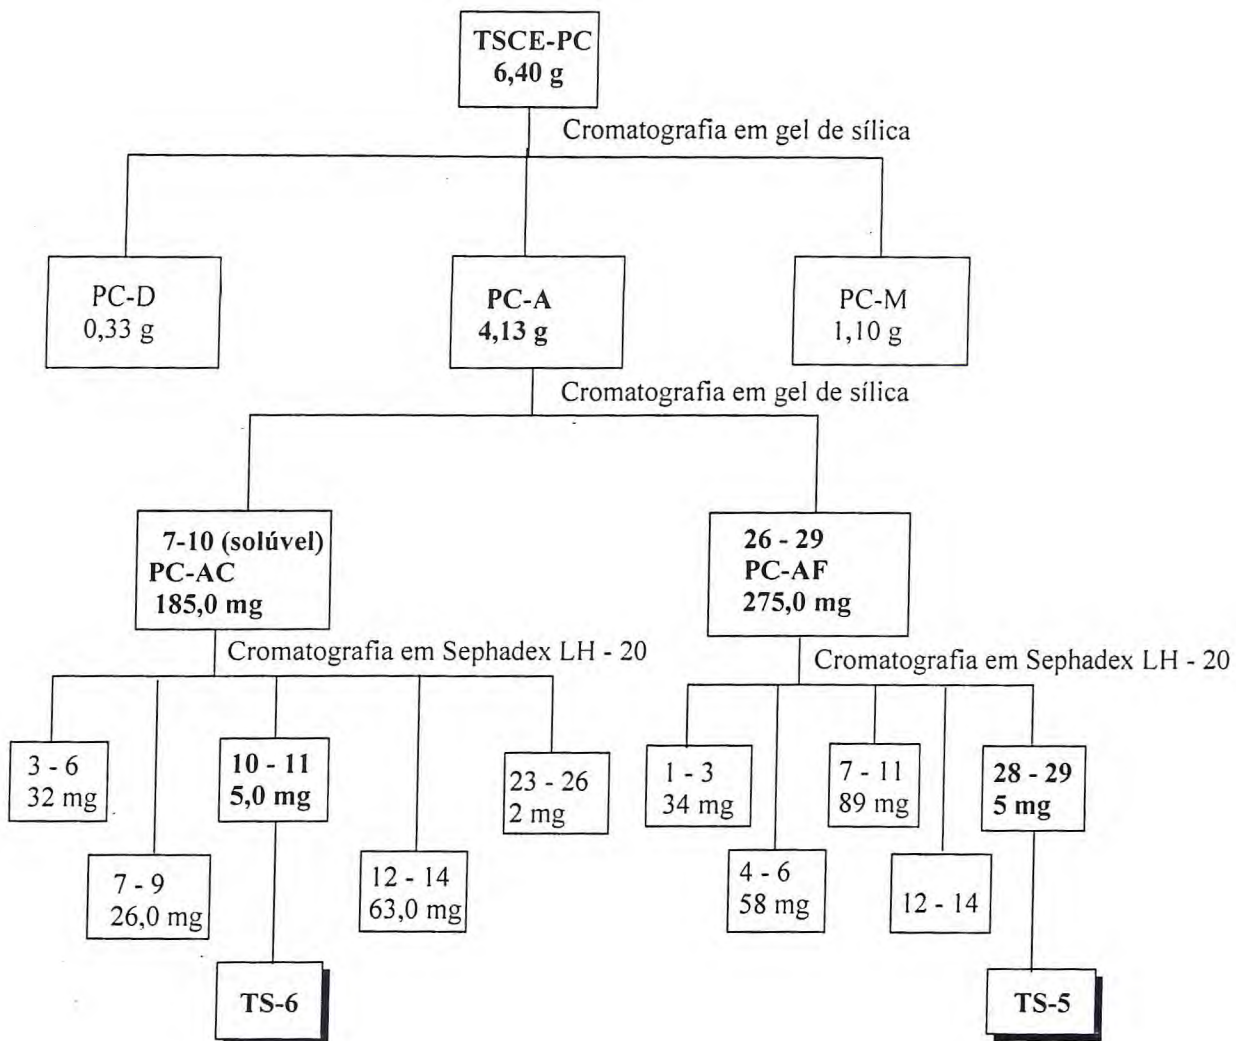 TSCE-PC
6,40 g
Cromatografia em gel de sílica
PC-D
0,33 g
PC-A
4,13 g
PC-M
1,10 g
Cromatografia em gel de sílica
7-10 (solúvel)
PC-AC
185,0 mg
26 - 29
PC-AF
275,0 mg
Cromatografia em Sephadex LH - 20
Cromatografia em Sephadex LH - 20
3 - 6
32 mg
10 - 11
5,0 mg
23 - 26
2 mg
1 - 3
34 mg
7 - 11
89 mg
28 - 29
5 mg
7 - 9
26,0 mg
12 - 14
63,0 mg
4 - 6
58 mg
12 - 14
TS-6
TS-5